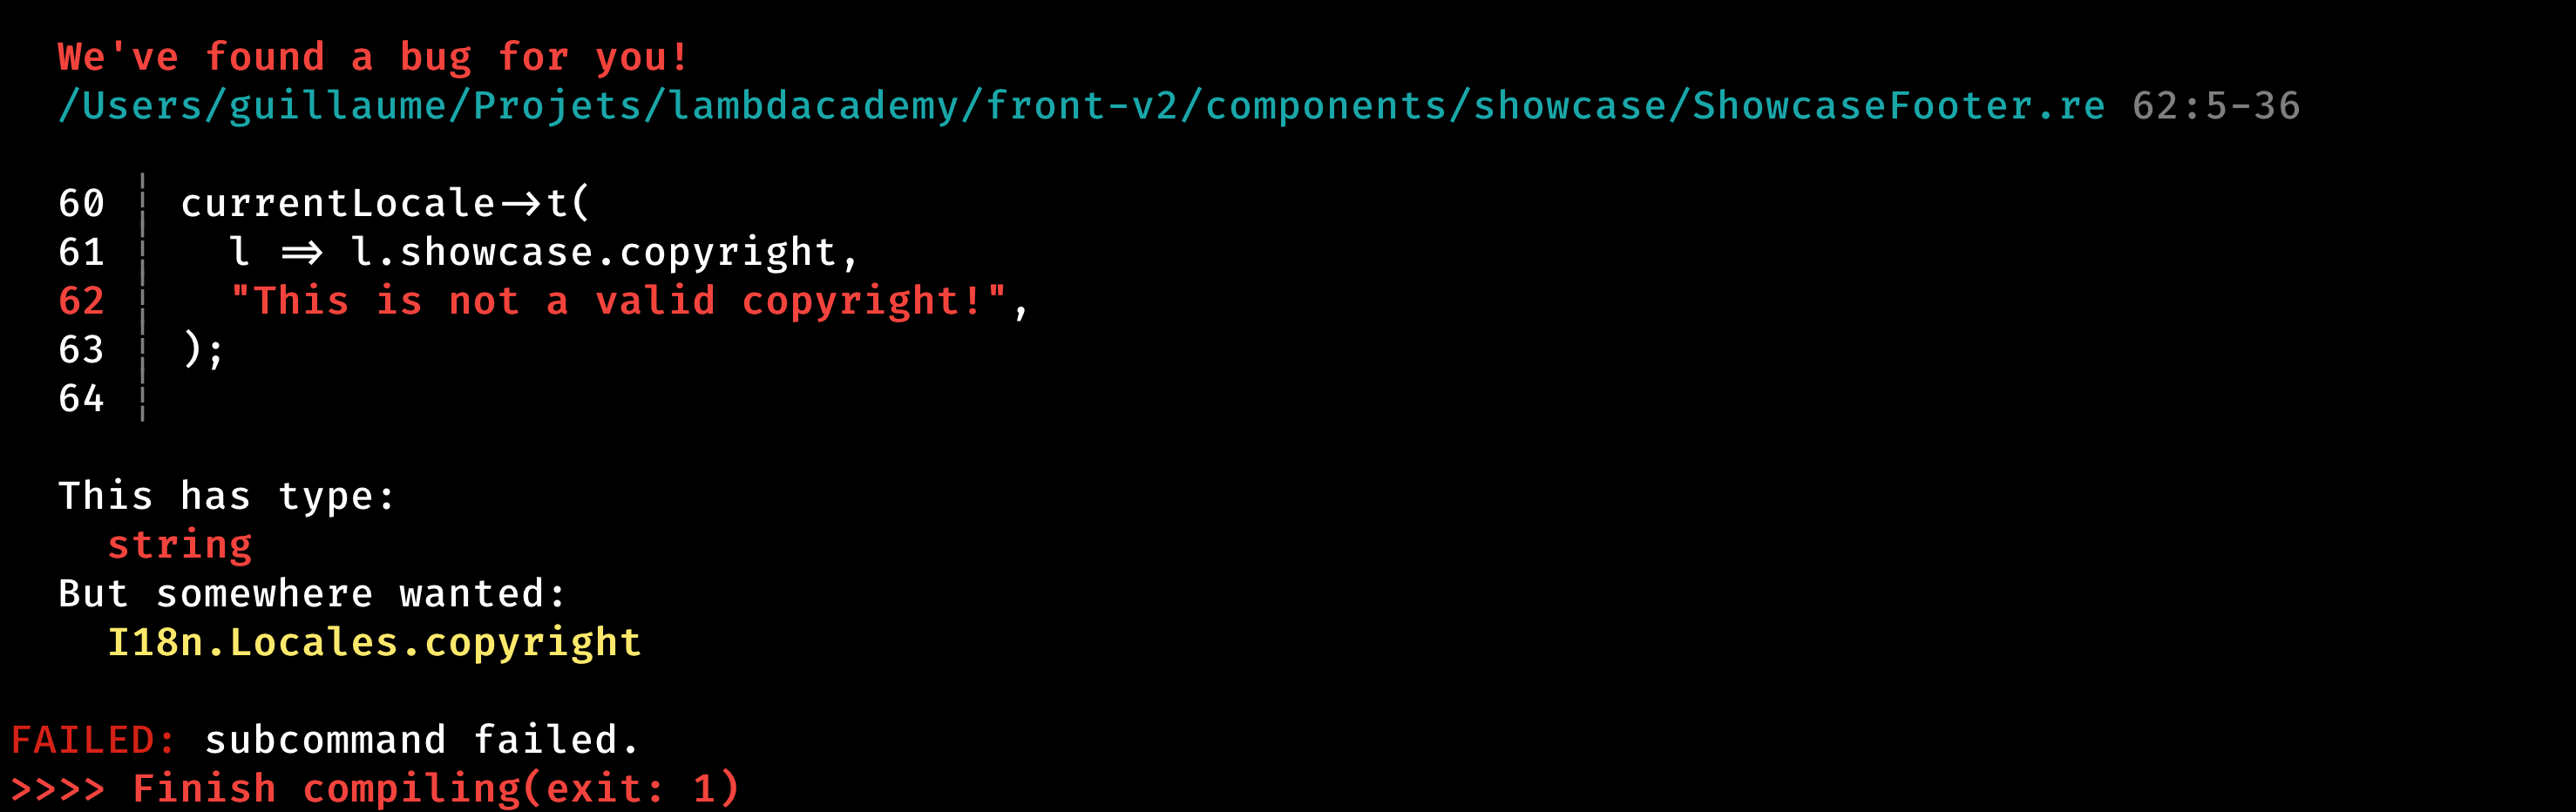 We've found a bug for you!
/Users/guillaume/Projets/lambdacademy/front-v2/components/showcase/ShowcaseFooter.re 62:5-36
60 ┆ currentLocale->t(
61 ┆   l => l.showcase.copyright,
62 ┆   "This is not a valid copyright!",
63 ┆ );
64 ┆
This has type:
string
But somewhere wanted:
I18n.Locales.copyright
FAILED: subcommand failed.
>>>> Finish compiling(exit: 1)